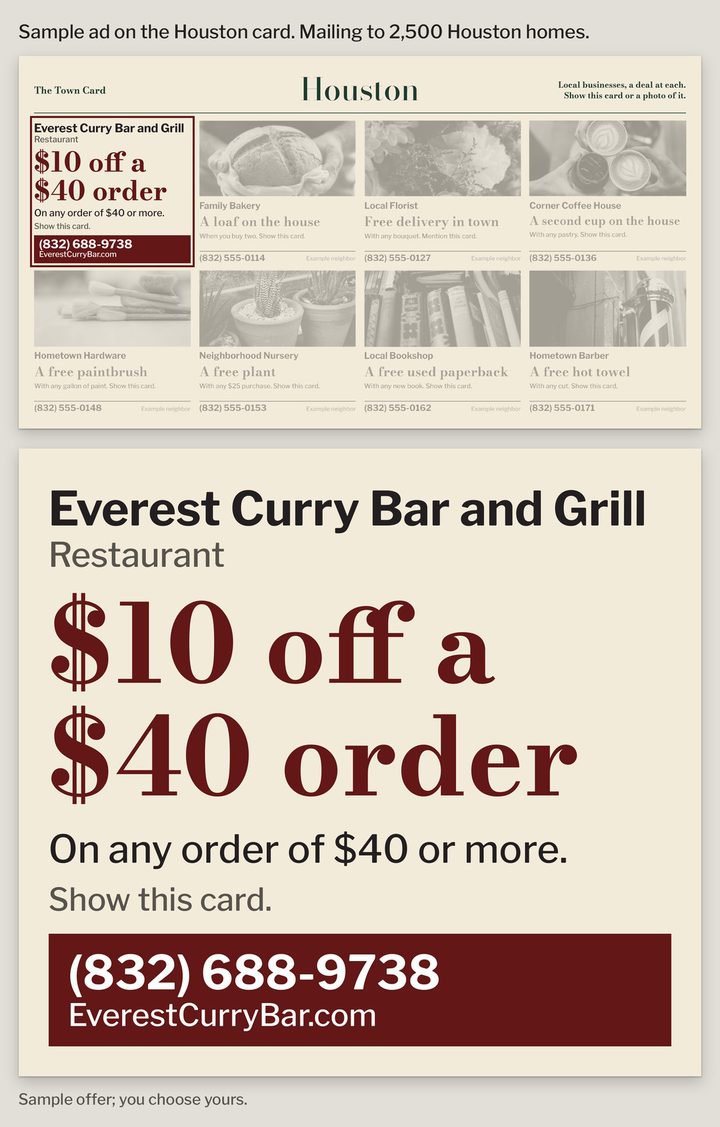 Sample ad on the Houston card. Mailing to 2,500 Houston homes.
The Town Card
Houston
Local businesses, a deal at each.
Show this card or a photo of it.
Everest Curry Bar and Grill
Restaurant
$10 off a
$40 order
On any order of $40 or more.
Show this card.
(832) 688-9738
EverestCurryBar.com
Family Bakery
A loaf on the house
When you buy two. Show this card.
(832) 555-0114
Example neighbor
Local Florist
Free delivery in town
With any bouquet. Mention this card.
(832) 555-0127
Example neighbor
Corner Coffee House
A second cup on the house
With any pastry. Show this card.
(832) 555-0136
Example neighbor
Hometown Hardware
A free paintbrush
With any gallon of paint. Show this card.
(832) 555-0148
Example neighbor
Neighborhood Nursery
A free plant
With any $25 purchase. Show this card.
(832) 555-0153
Example neighbor
Local Bookshop
A free used paperback
With any new book. Show this card.
(832) 555-0162
Example neighbor
Hometown Barber
A free hot towel
With any cut. Show this card.
(832) 555-0171
Example neighbor
Everest Curry Bar and Grill
Restaurant
$10 off a
$40 order
On any order of $40 or more.
Show this card.
(832) 688-9738
EverestCurryBar.com
Sample offer; you choose yours.